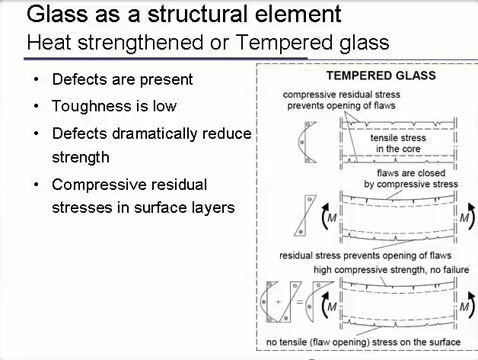 Glass as a structural element
Heat strengthened or Tempered glass
• Defects are present
• Toughness is low
• Defects dramatically reduce
strength
• Compressive residual
stresses in surface layers
TEMPERED GLASS
compressive residual stress
prevents opening of flaws
tensile stress
in the core
flaws are closed
by compressive stress
M M
residual stress prevents opening of flaws
high compressive strength, no failure
+ =
M M
no tensile (flaw opening) stress on the surface